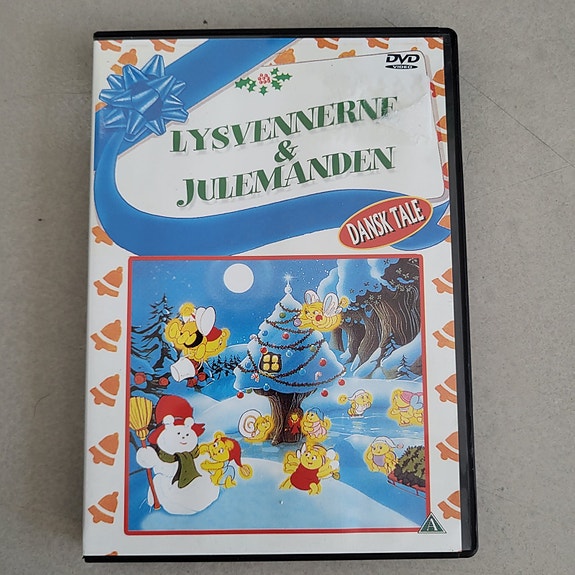 DVD
VIDEO
LYSVENNERNE
&
JULEMANDEN
DANSK TALE
A